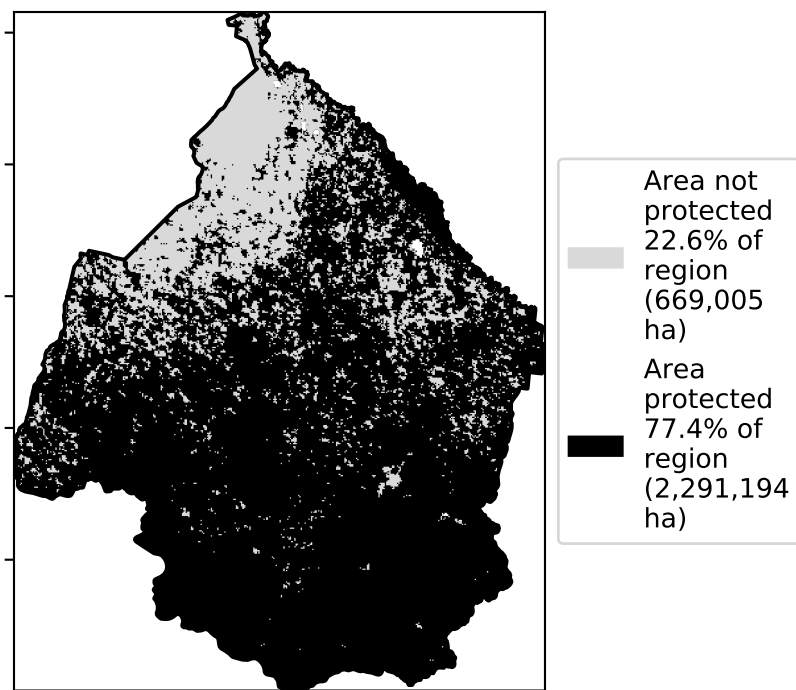 Area not
protected
22.6% of
region
(669,005
ha)
Area
protected
77.4% of
region
(2,291,194
ha)